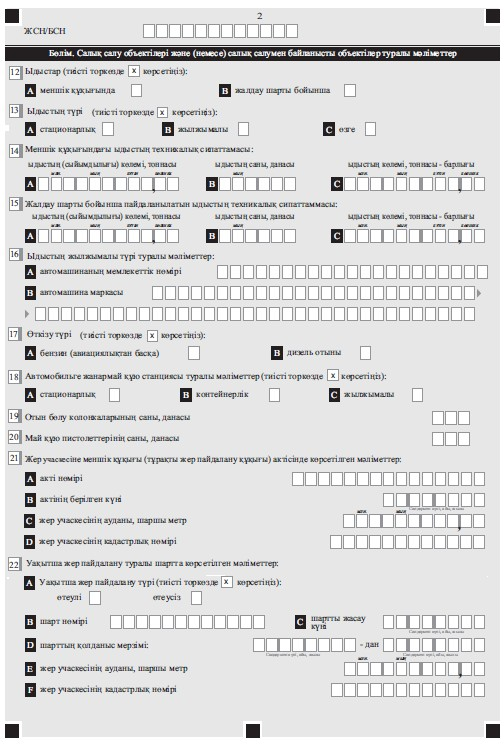 2
ЖСН/БСН
Бөлім. Салық салу объектілері және (немесе) салық салумен байланысты объектілер туралы мәліметтер
12 Ыдыстар (тиісті торкөзде x көрсетіңіз):
A меншік құқығында B жалдау шарты бойынша
13 Ыдыстың түрі (тиісті торкөзде x көрсетіңіз):
A стационарлық B жылжымалы C өзге
14 Меншік құқығындағы ыдыстың техникалық сипаттамасы:
ыдыстың (сыйымдылығы) көлемі, тоннасы ыдыстың саны, данасы ыдыстың көлемі, тоннасы - барлығы
A B C
15 Жалдау шарты бойынша пайдаланылатын ыдыстың техникалық сипаттаммасы:
ыдыстың (сыйымдылығы) көлемі, тоннасы ыдыстың саны, данасы ыдыстың көлемі, тоннасы - барлығы
A B C
16 Ыдыстың жылжымалы түрі туралы мәліметтер:
A автомашинаның мемлекеттік нөмірі
B автомашина маркасы
17 Өткізу түрі (тиісті торкөзде x көрсетіңіз):
A бензин (авиациялықтан басқа) B дизель отыны
18 Автомобильге жанармай құю станциясы туралы мәліметтер (тиісті торкөзде x көрсетіңіз):
A стационарлық B контейнерлік C жылжымалы
19 Отын бөлу колонкаларының саны, данасы
20 Май құю пистолеттерінің саны, данасы
21 Жер учаскесіне меншік құқығы (тұрақты жер пайдалану құқығы) актісінде көрсетілген мәліметтер:
A акті нөмірі
B актінің берілген күні
C жер учаскесінің ауданы, шаршы метр
D жер учаскесінің кадастрлық нөмірі
22 Уақытша жер пайдалану туралы шартта көрсетілген мәліметтер:
A Уақытша жер пайдалану түрі (тиісті торкөзде x көрсетіңіз):
өтеулі өтеусіз
B шарт нөмірі C шартты жасау
күні
D шарттың қолданыс мерзімі: - дан
E жер учаскесінің ауданы, шаршы метр
F жер учаскесінің кадастрлық нөмірі